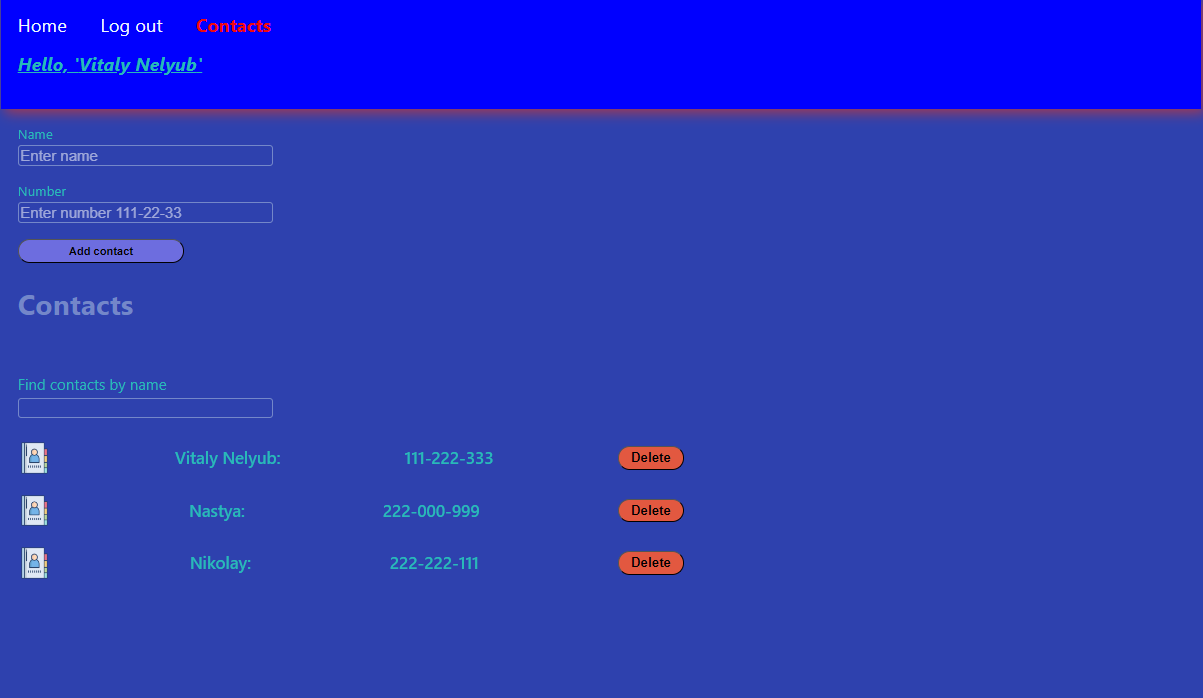 Home Log out Contacts
Hello, 'Vitaly Nelyub'
Name
Enter name
Number
Enter number 111-22-33
Add contact
Contacts
Find contacts by name
Vitaly Nelyub: 111-222-333 Delete
Nastya: 222-000-999 Delete
Nikolay: 222-222-111 Delete